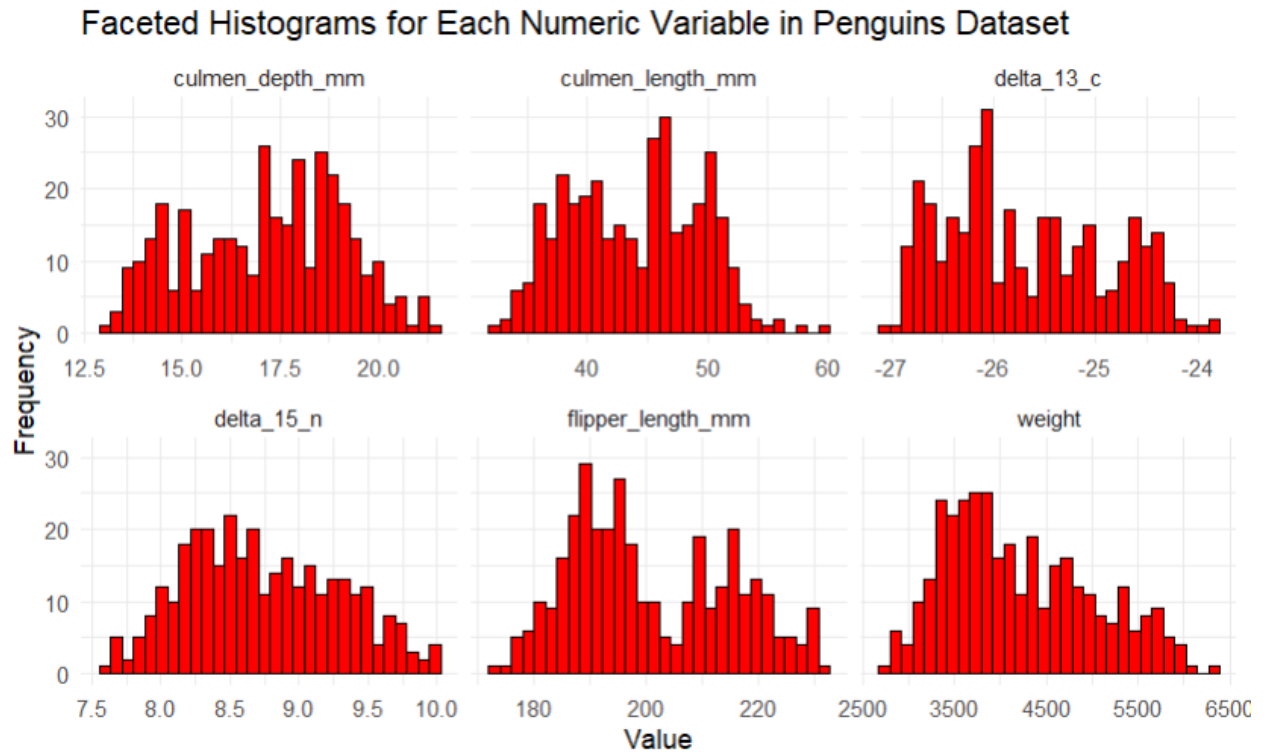 Faceted Histograms for Each Numeric Variable in Penguins Dataset
culmen_depth_mm culmen_length_mm delta_13_c
30
20
10
0
12.5 15.0 17.5 20.0 40 50 60 -27 -26 -25 -24
Frequency
delta_15_n flipper_length_mm weight
30
20
10
0
7.5 8.0 8.5 9.0 9.5 10.0 180 200 220 2500 3500 4500 5500 6500
Value